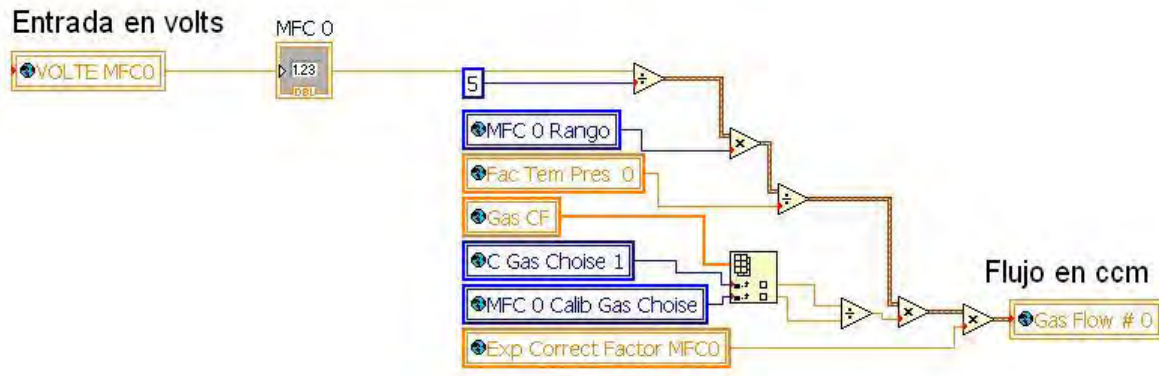 Entrada en volts
MFC 0
VOLTE MFC0
1.23
DBL
5
MFC 0 Rango
Fac Tem Pres 0
Gas CF
C Gas Choise 1
MFC 0 Calib Gas Choise
Exp Correct Factor MFC0
Flujo en ccm
Gas Flow # 0